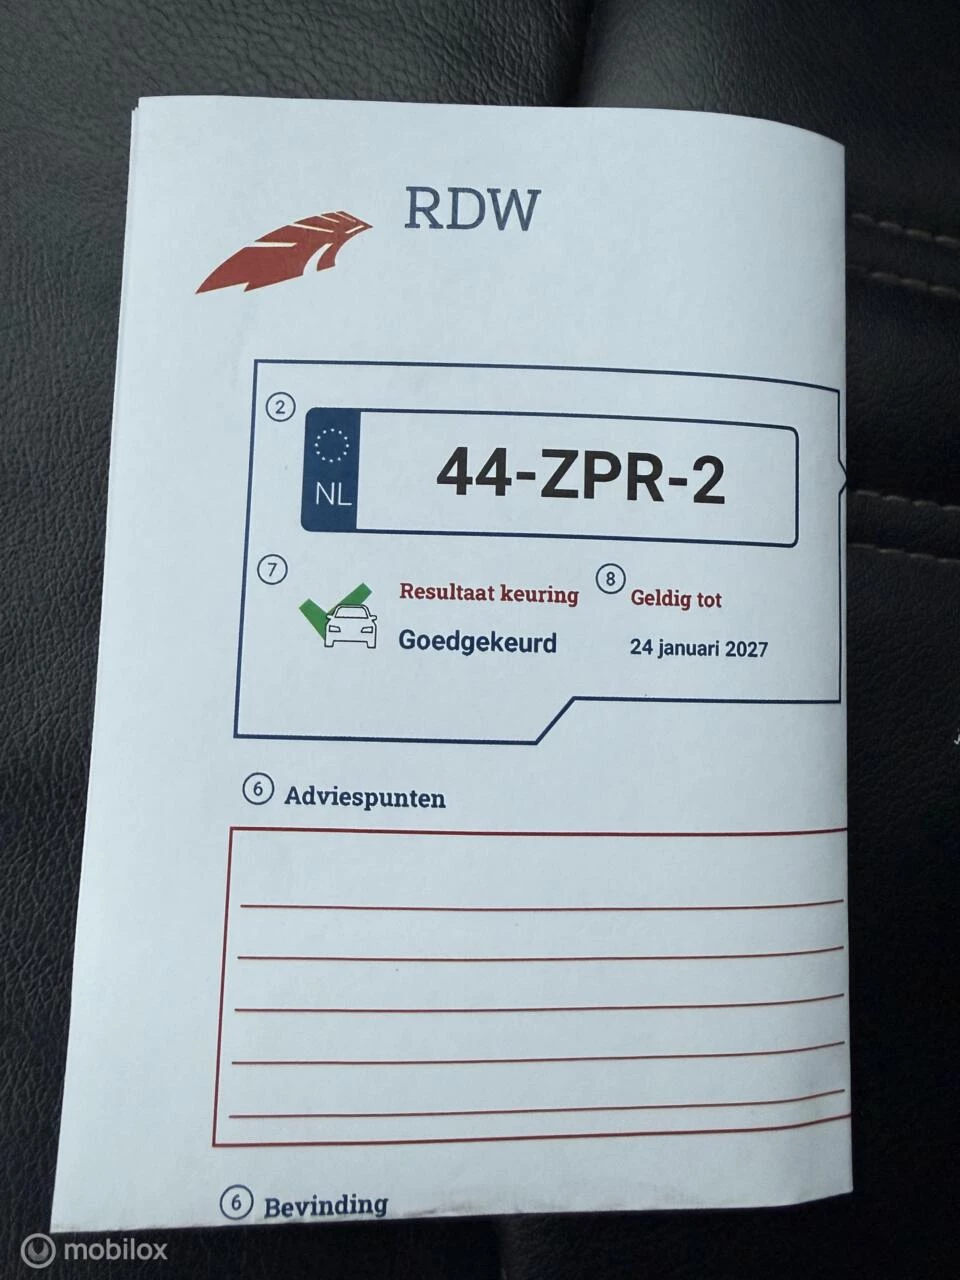 RDW
2
NL
44-ZPR-2
7
Resultaat keuring
Goedgekeurd
8
Geldig tot
24 januari 2027
6 Adviespunten
6 Bevinding
mobilox